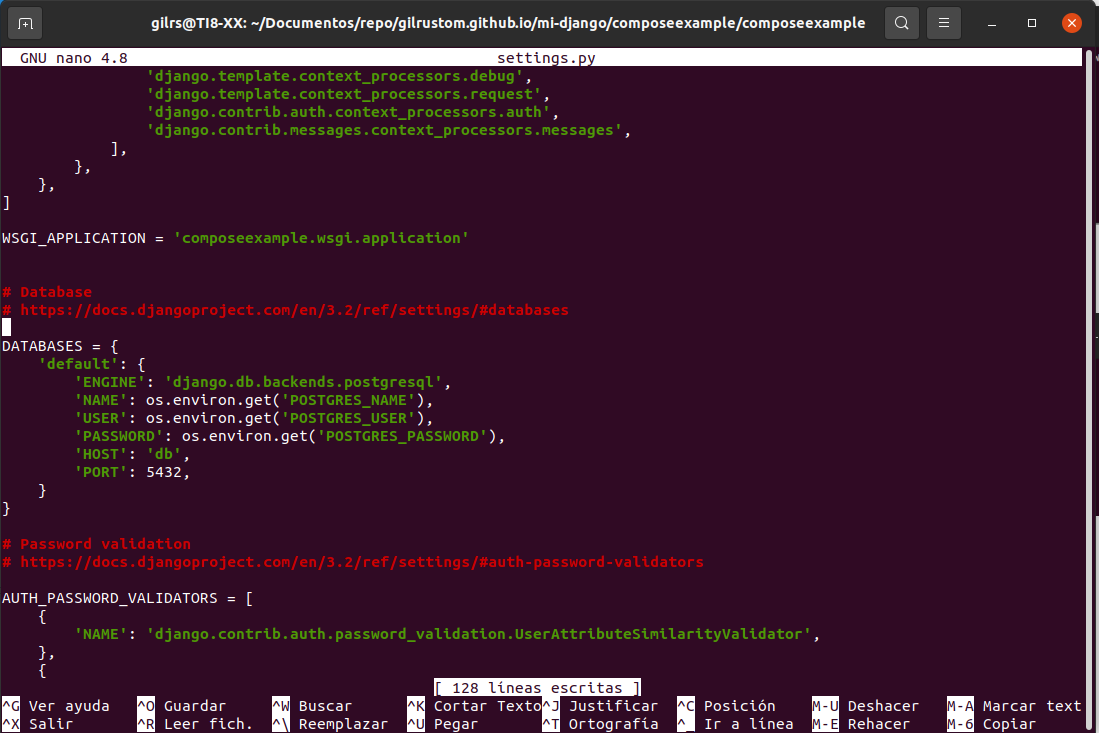 gilrs@TI8-XX: ~/Documentos/repo/gilrustom.github.io/mi-django/composeexample/composeexample
GNU nano 4.8 settings.py
'django.template.context_processors.debug',
'django.template.context_processors.request',
'django.contrib.auth.context_processors.auth',
'django.contrib.messages.context_processors.messages',
],
},
},
]
WSGI_APPLICATION = 'composeexample.wsgi.application'
# Database
# https://docs.djangoproject.com/en/3.2/ref/settings/#databases
DATABASES = {
'default': {
'ENGINE': 'django.db.backends.postgresql',
'NAME': os.environ.get('POSTGRES_NAME'),
'USER': os.environ.get('POSTGRES_USER'),
'PASSWORD': os.environ.get('POSTGRES_PASSWORD'),
'HOST': 'db',
'PORT': 5432,
}
}
# Password validation
# https://docs.djangoproject.com/en/3.2/ref/settings/#auth-password-validators
AUTH_PASSWORD_VALIDATORS = [
{
'NAME': 'django.contrib.auth.password_validation.UserAttributeSimilarityValidator',
},
{
[ 128 líneas escritas ]
^G Ver ayuda ^O Guardar ^W Buscar ^K Cortar Texto ^J Justificar ^C Posición M-U Deshacer M-A Marcar text
^X Salir ^R Leer fich. ^\ Reemplazar ^U Pegar ^T Ortografía ^_ Ir a línea M-E Rehacer M-6 Copiar